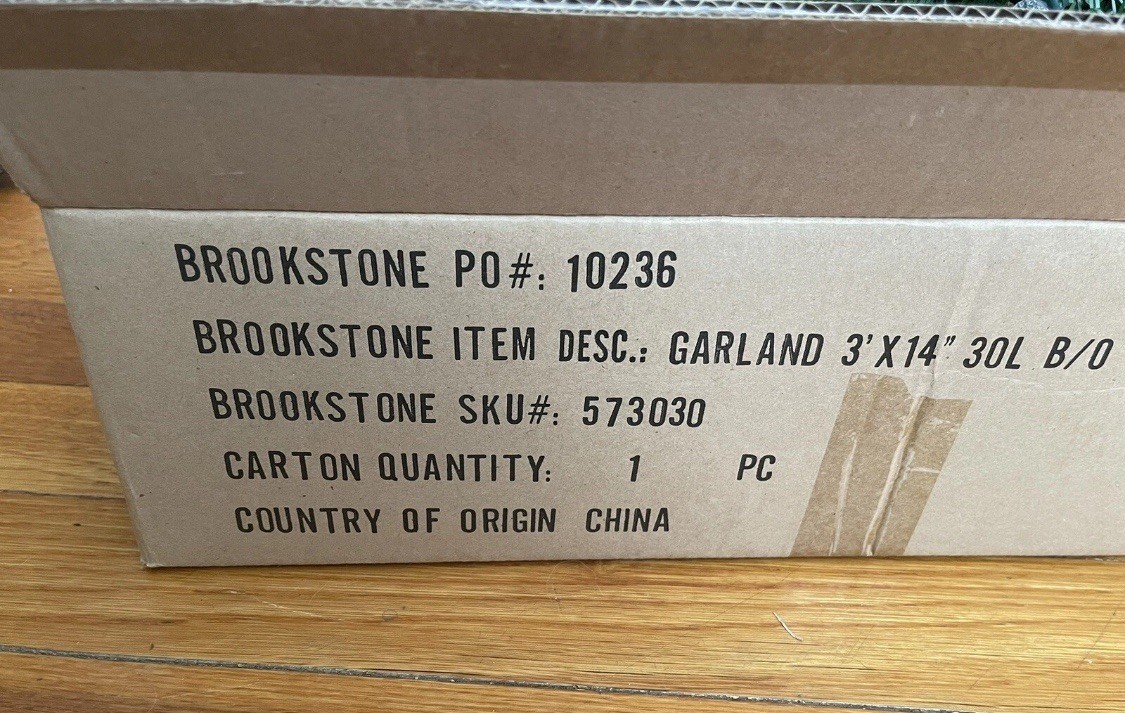 BROOKSTONE PO#: 10236
BROOKSTONE ITEM DESC.: GARLAND 3'X14" 30L B/O
BROOKSTONE SKU#: 573030
CARTON QUANTITY: 1 PC
COUNTRY OF ORIGIN CHINA